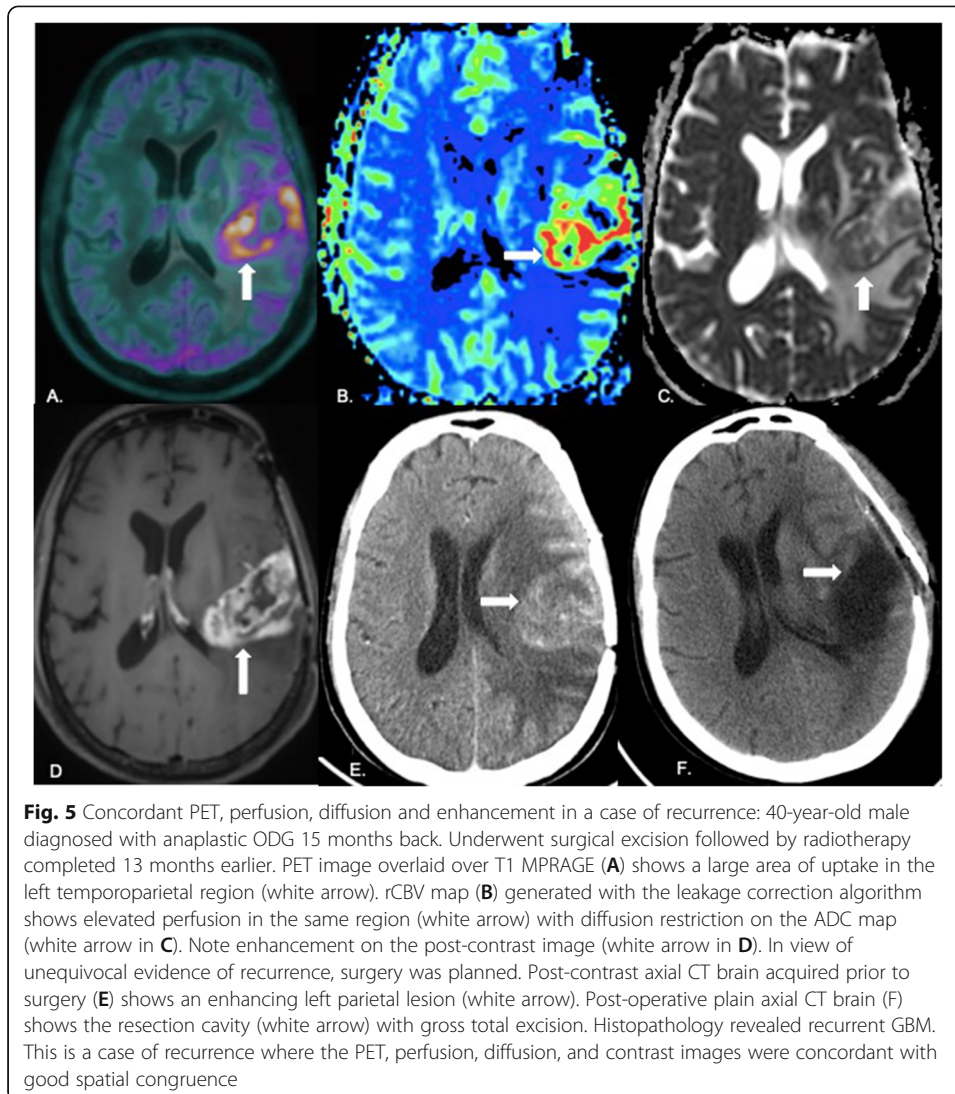 A.
B.
C.
D
E.
F.
Fig. 5 Concordant PET, perfusion, diffusion and enhancement in a case of recurrence: 40-year-old male
diagnosed with anaplastic ODG 15 months back. Underwent surgical excision followed by radiotherapy
completed 13 months earlier. PET image overlaid over T1 MPRAGE (A) shows a large area of uptake in the
left temporoparietal region (white arrow). rCBV map (B) generated with the leakage correction algorithm
shows elevated perfusion in the same region (white arrow) with diffusion restriction on the ADC map
(white arrow in C). Note enhancement on the post-contrast image (white arrow in D). In view of
unequivocal evidence of recurrence, surgery was planned. Post-contrast axial CT brain acquired prior to
surgery (E) shows an enhancing left parietal lesion (white arrow). Post-operative plain axial CT brain (F)
shows the resection cavity (white arrow) with gross total excision. Histopathology revealed recurrent GBM.
This is a case of recurrence where the PET, perfusion, diffusion, and contrast images were concordant with
good spatial congruence